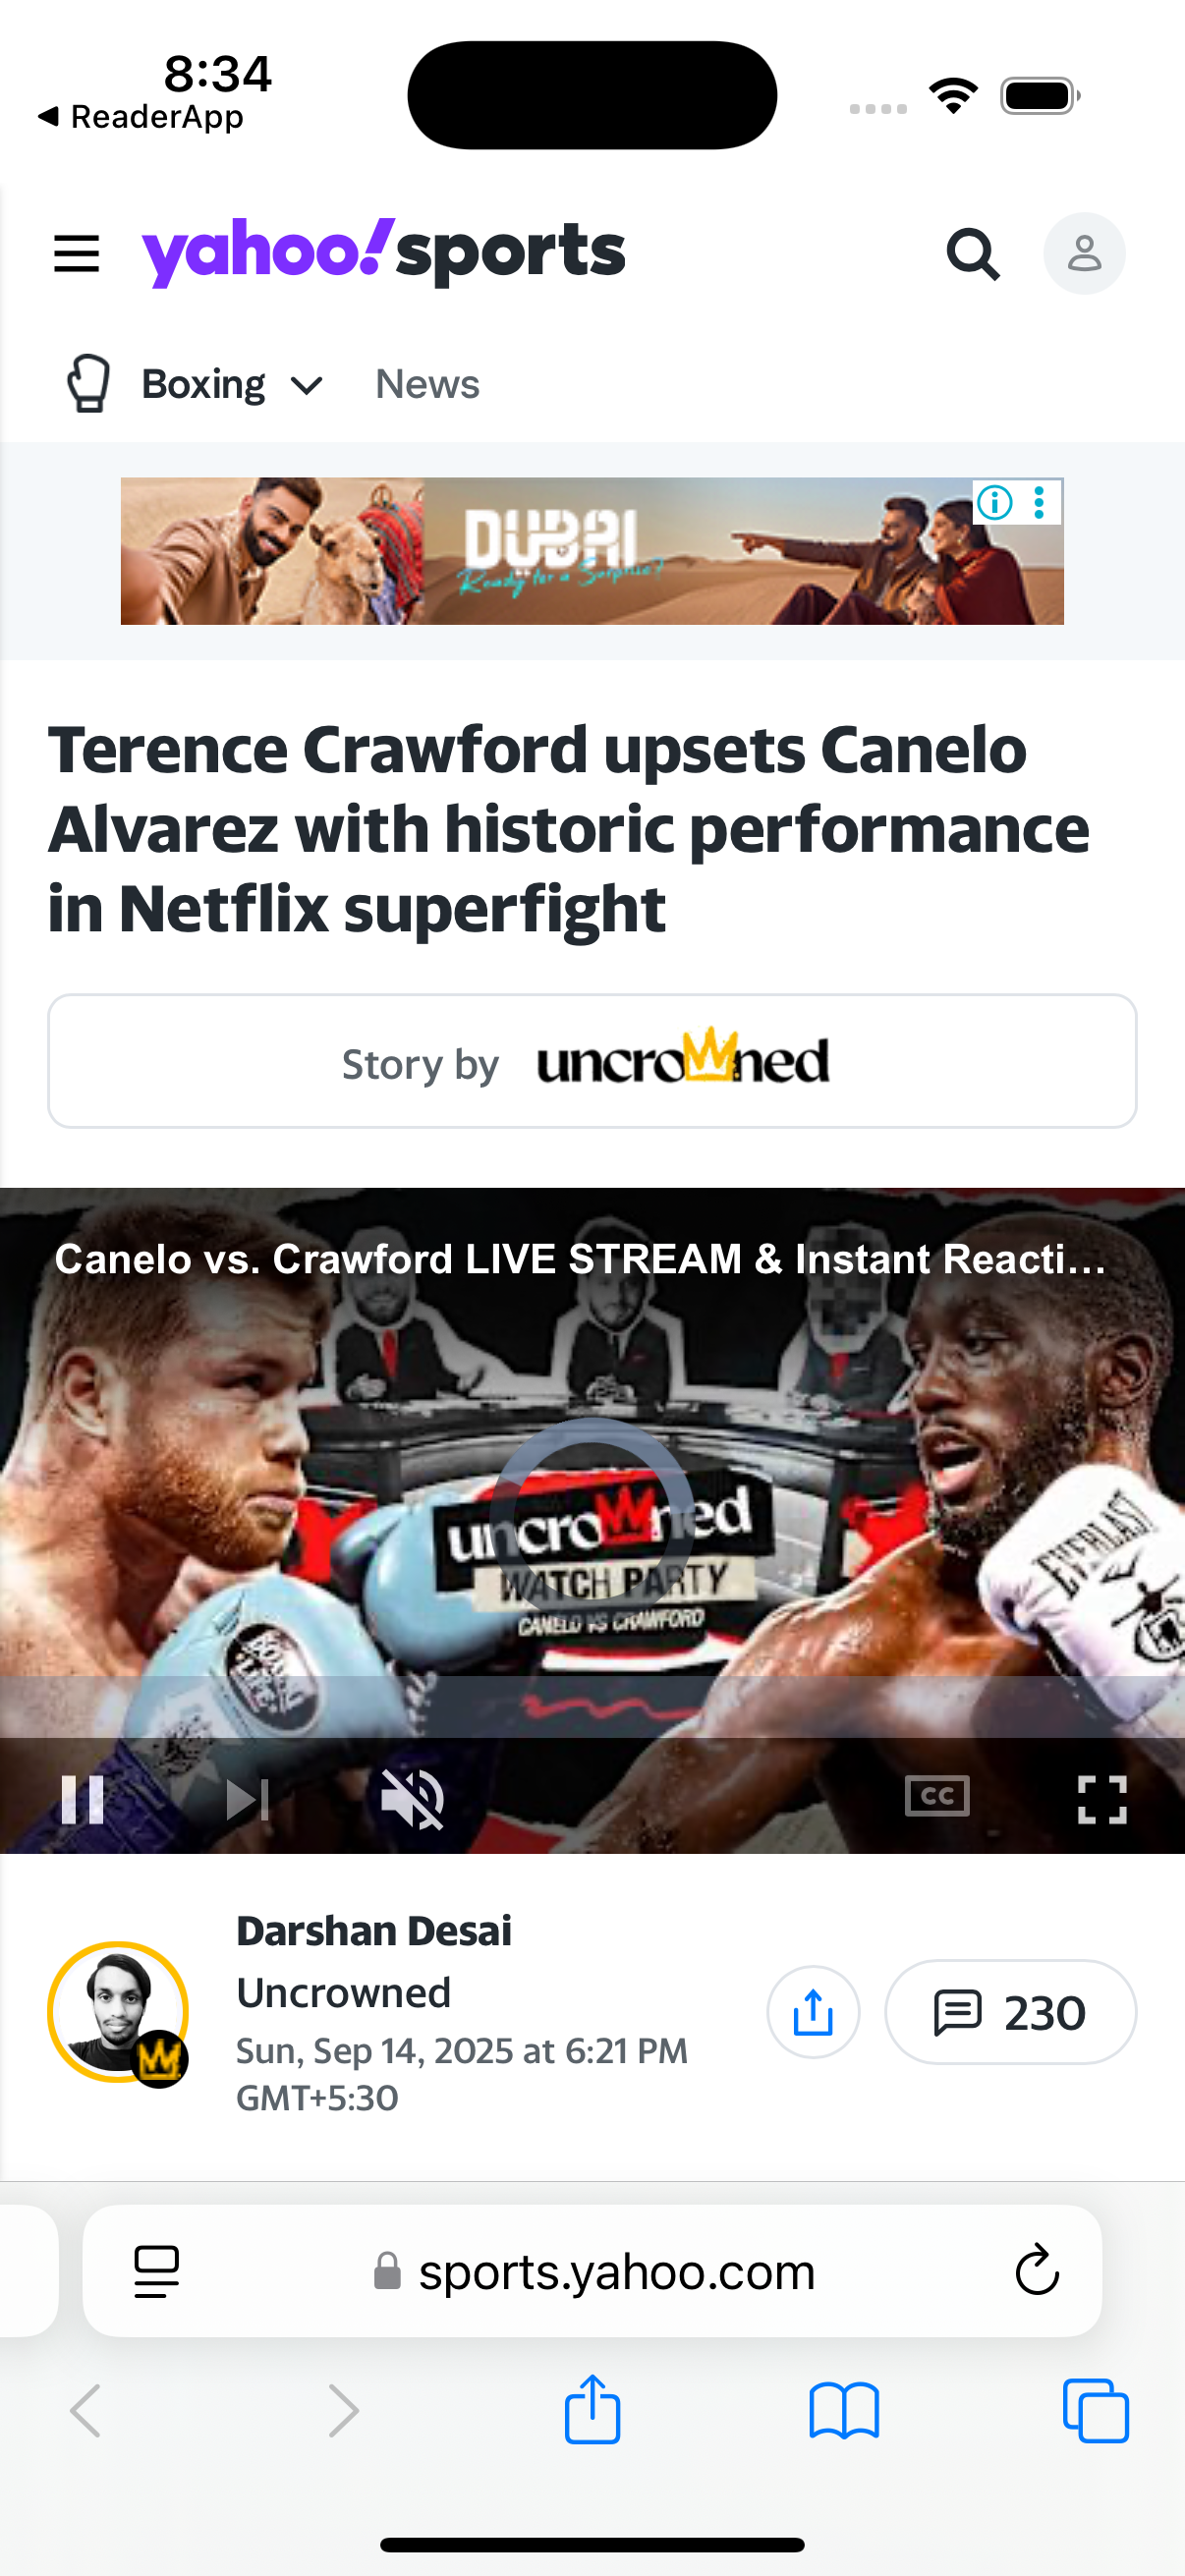 8:34
ReaderApp
yahoo!sports
Boxing
News
DUBAI
Ready for a Surprise?
Terence Crawford upsets Canelo
Alvarez with historic performance
in Netflix superfight
Story by uncrowned
Canelo vs. Crawford LIVE STREAM & Instant Reacti...
uncrowned
WATCH PARTY
CANELO VS CRAWFORD
EVERLAST
CC
Darshan Desai
Uncrowned
Sun, Sep 14, 2025 at 6:21 PM
GMT+5:30
230
sports.yahoo.com